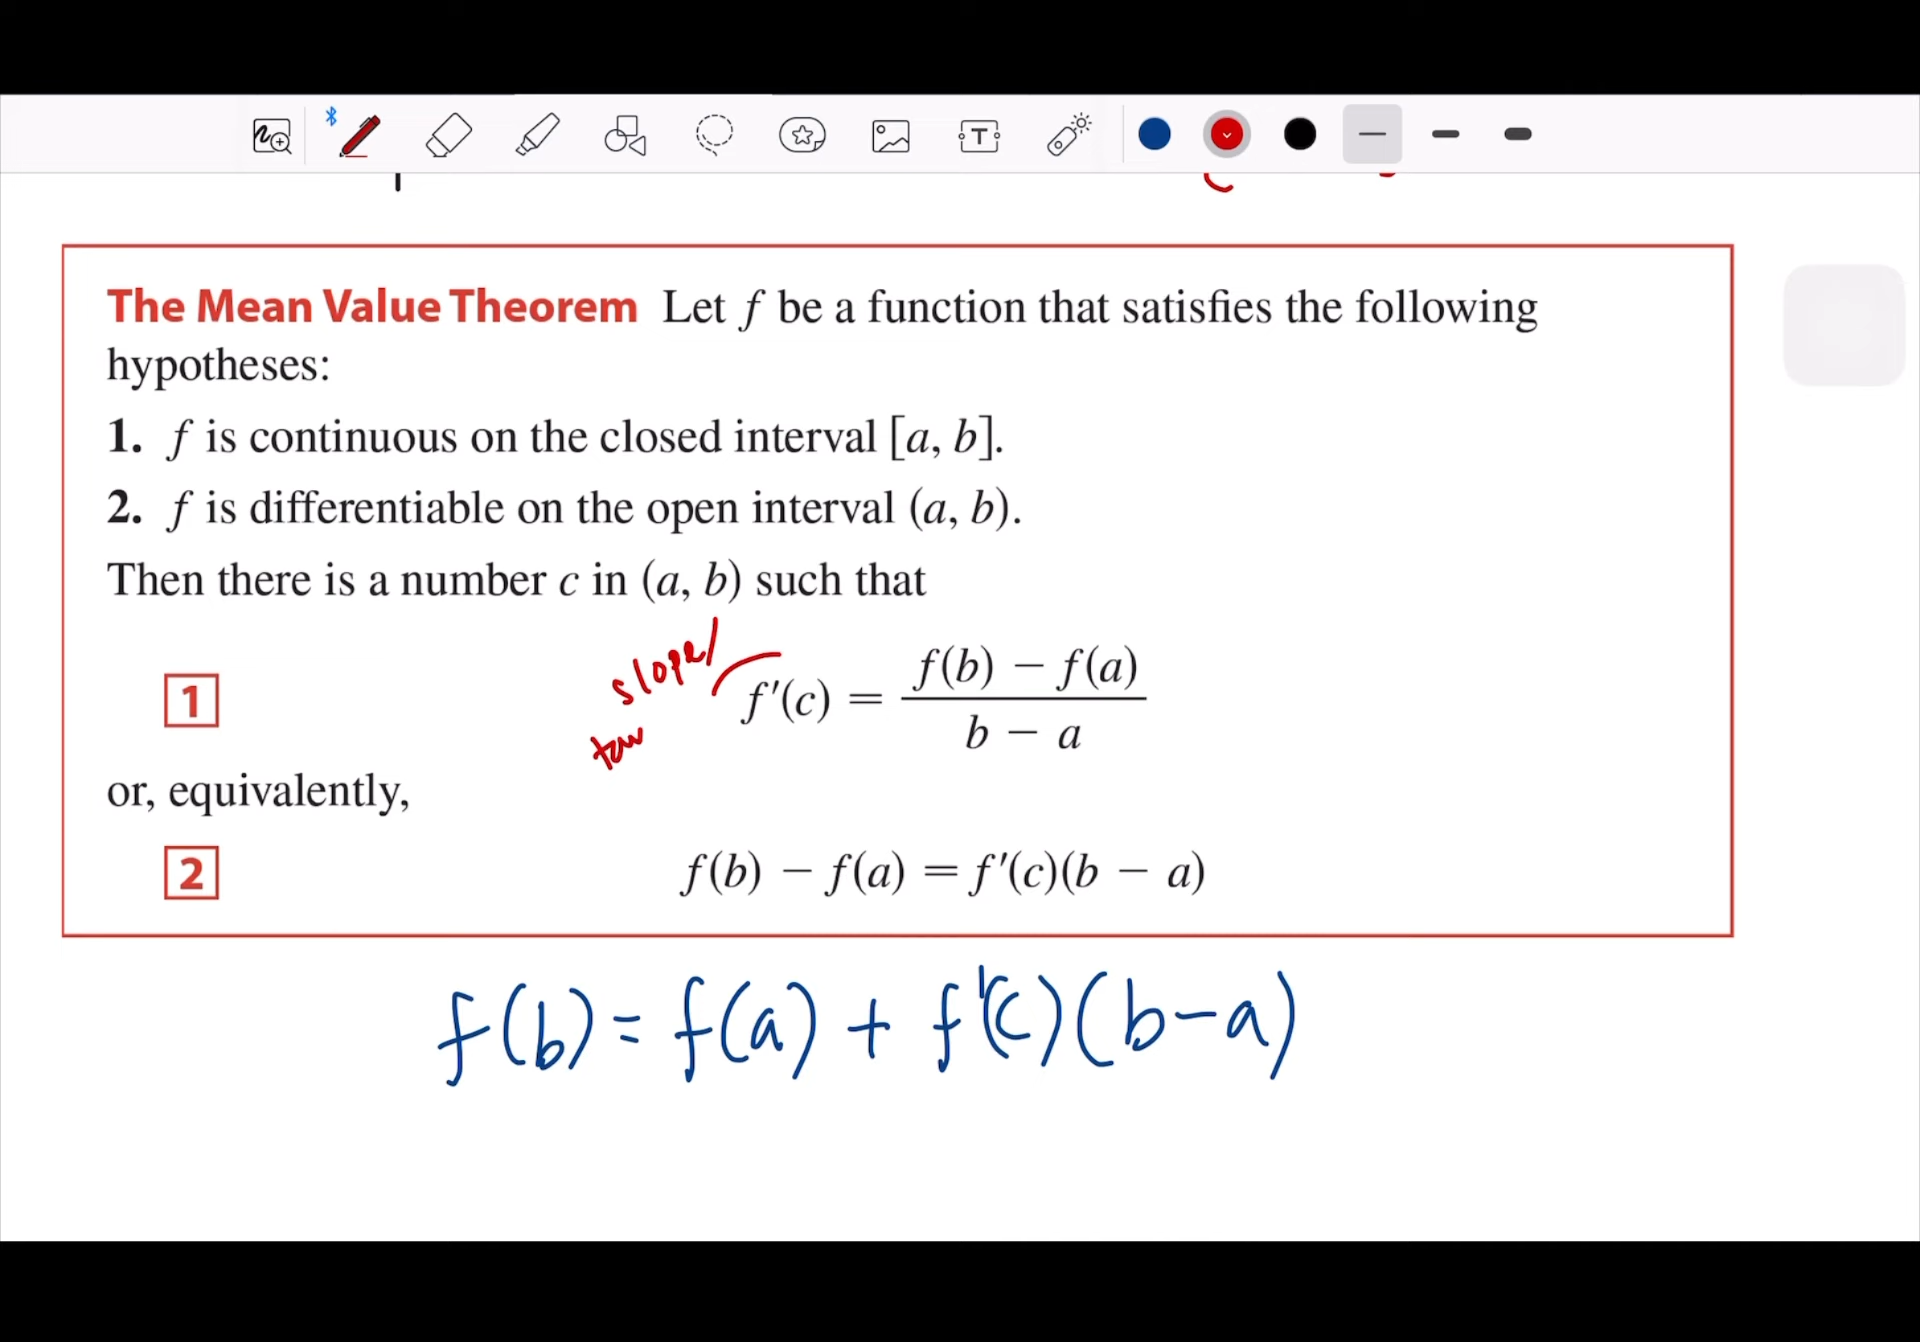 The Mean Value Theorem Let f be a function that satisfies the following
hypotheses:
1. f is continuous on the closed interval [a, b].
2. f is differentiable on the open interval (a, b).
Then there is a number c in (a, b) such that
slope/
tan
1 f'(c) = \frac{f(b) − f(a)}{b − a}
or, equivalently,
2 f(b) − f(a) = f'(c)(b − a)
f(b) = f(a) + f'(c)(b-a)